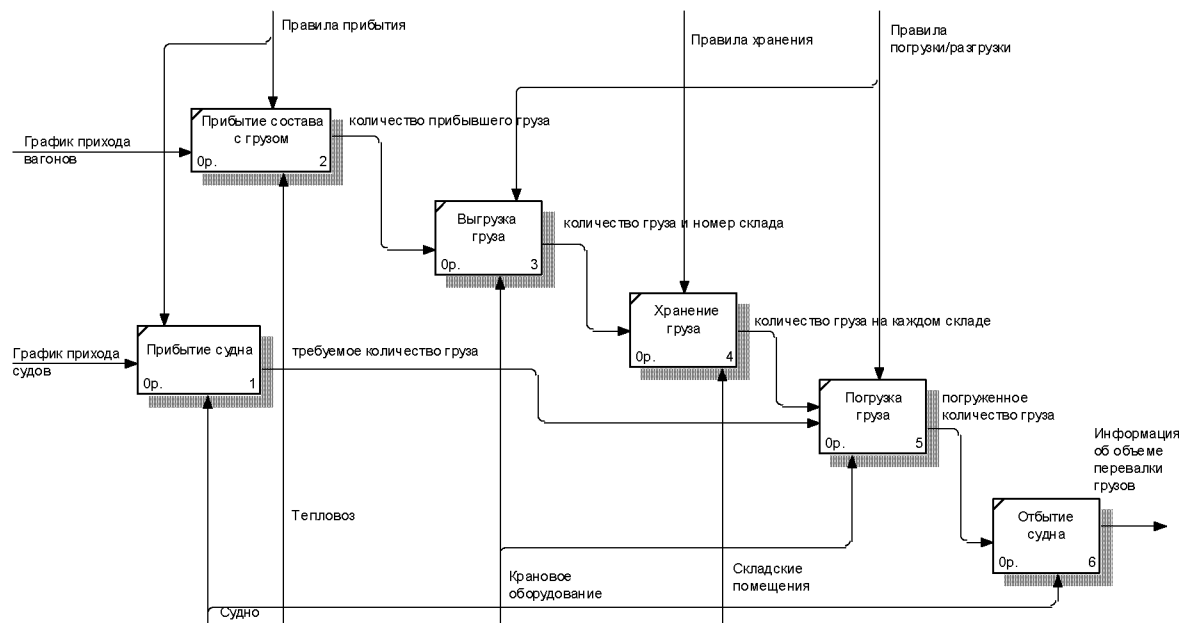 Правила прибытия
Правила хранения
Правила
погрузки/разгрузки
Прибытие состава
с грузом
0р. 2
количество прибывшего груза
График прихода
вагонов
Выгрузка
груза
0р. 3
количество груза и номер склада
Хранение
груза
0р. 4
количество груза на каждом складе
График прихода
судов
Прибытие судна
0р. 1
требуемое количество груза
Погрузка
груза
0р. 5
погруженное
количество груза
Информация
об объеме
перевалки
грузов
Отбытие
судна
0р. 6
Тепловоз
Крановое
оборудование
Складские
помещения
Судно